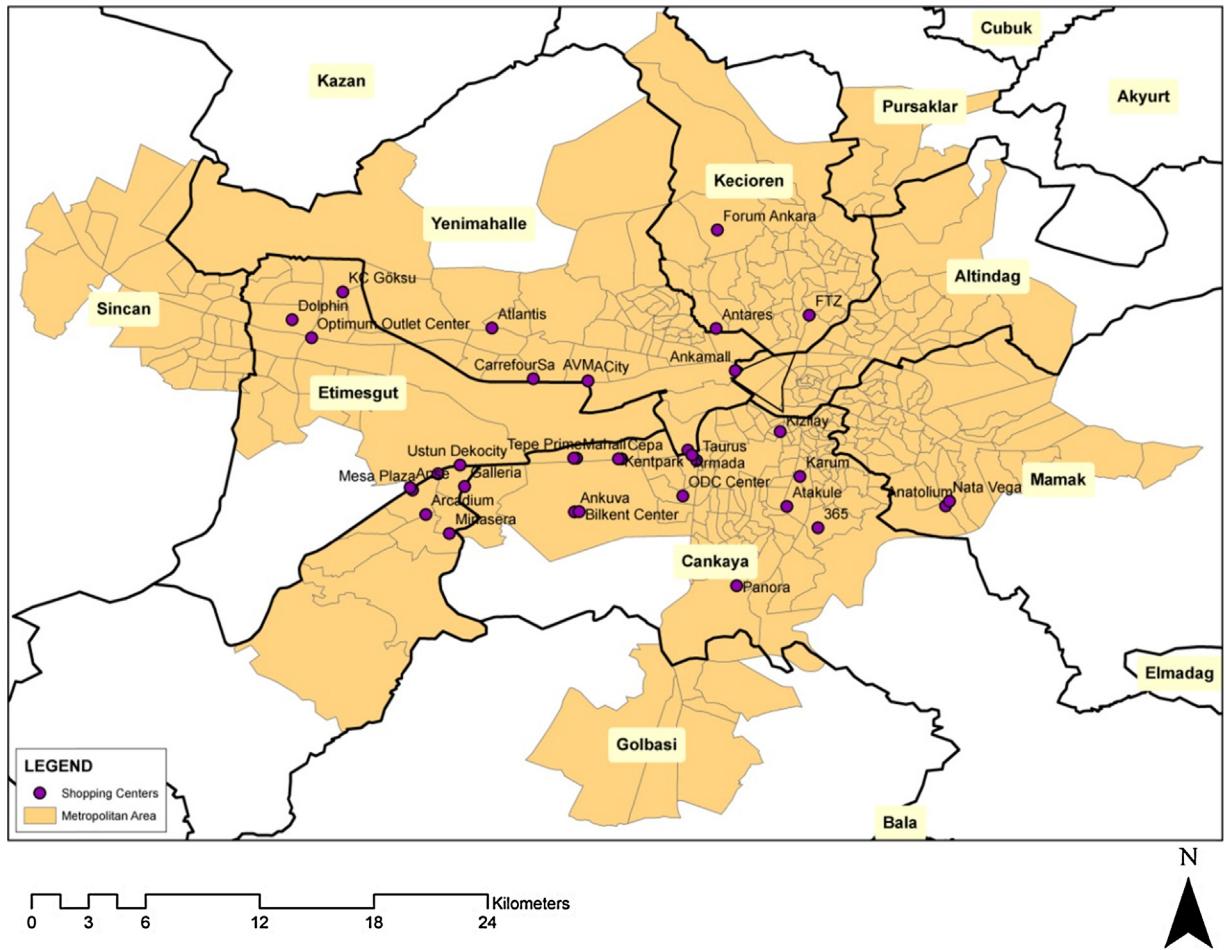 Cubuk
Kazan
Akyurt
Pursaklar
Kecioren
Forum Ankara
Yenimahalle
Altindag
KC Göksu
Sincan
Dolphin
FTZ
Atlantis
Antares
Optimum Outlet Center
Ankamall
CarrefourSa
AVMACity
Etimesgut
Kizilay
Tepe Prime
Mahall
Cepa
Taurus
Ustun Dekocity
Kentpark
Armada
Karum
Mesa Plaza
Galleria
Mamak
ODC Center
Nata Vega
Anatolium
Atakule
Arcadium
Ankuva
Bilkent Center
365
Minasera
Cankaya
Panora
Elmadag
Golbasi
LEGEND
Shopping Centers
Metropolitan Area
Bala
N
Kilometers
0 3 6 12 18 24